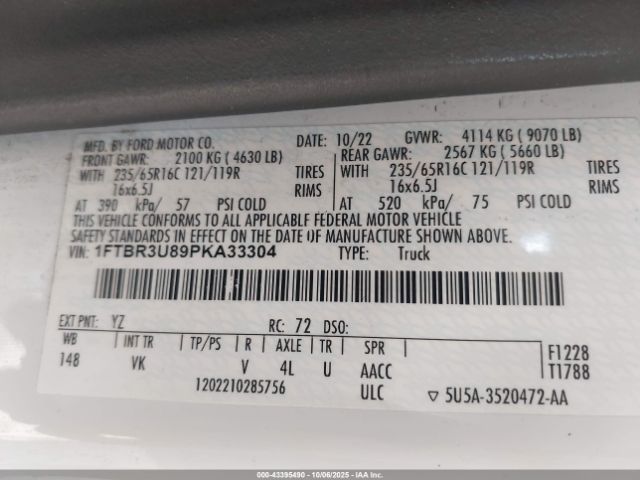 MFD. BY FORD MOTOR CO. DATE: 10/22 GVWR: 4114 KG ( 9070 LB)
FRONT GAWR: 2100 KG ( 4630 LB) REAR GAWR: 2567 KG ( 5660 LB)
WITH 235/65R16C 121/119R TIRES WITH 235/65R16C 121/119R TIRES
16x6.5J RIMS 16x6.5J RIMS
AT 390 kPa/ 57 PSI COLD AT 520 kPa/ 75 PSI COLD
THIS VEHICLE CONFORMS TO ALL APPLICABLE FEDERAL MOTOR VEHICLE
SAFETY STANDARDS IN EFFECT ON THE DATE OF MANUFACTURE SHOWN ABOVE.
VIN: 1FTBR3U89PKA33304 TYPE: Truck
EXT PNT: YZ RC: 72 DSO:
WB INT TR TP/PS R AXLE TR SPR F1228
148 VK V 4L U AACC T1788
1202210285756 ULC ▽ 5U5A-3520472-AA
000-43395490 - 10/06/2025 - IAAI.com